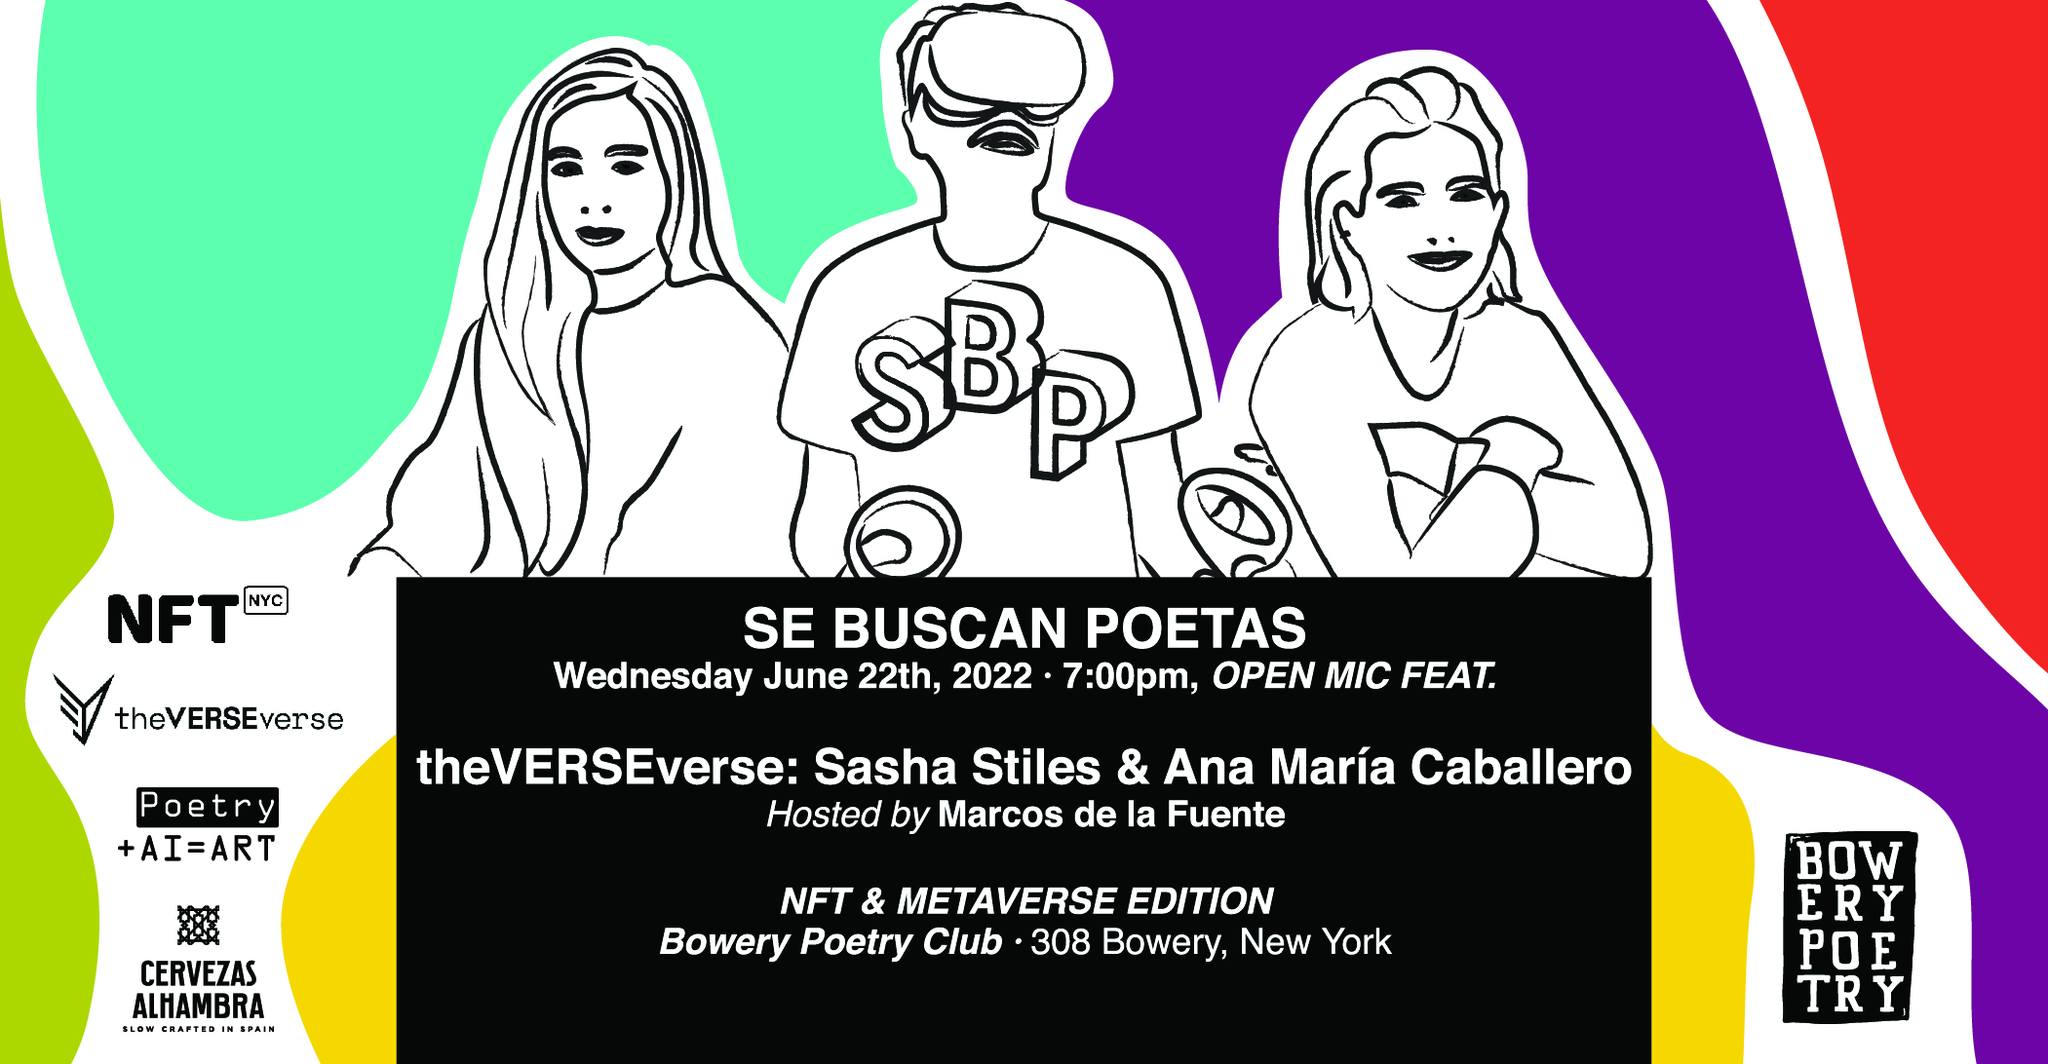 SBP
SE BUSCAN POETAS
Wednesday June 22th, 2022 · 7:00pm, OPEN MIC FEAT.
theVERSEverse: Sasha Stiles & Ana María Caballero
Hosted by Marcos de la Fuente
NFT & METAVERSE EDITION
Bowery Poetry Club · 308 Bowery, New York
NFT NYC
theVERSEverse
Poetry
+AI=ART
CERVEZAS
ALHAMBRA
SLOW CRAFTED IN SPAIN
BOW
ERY
POE
TRY